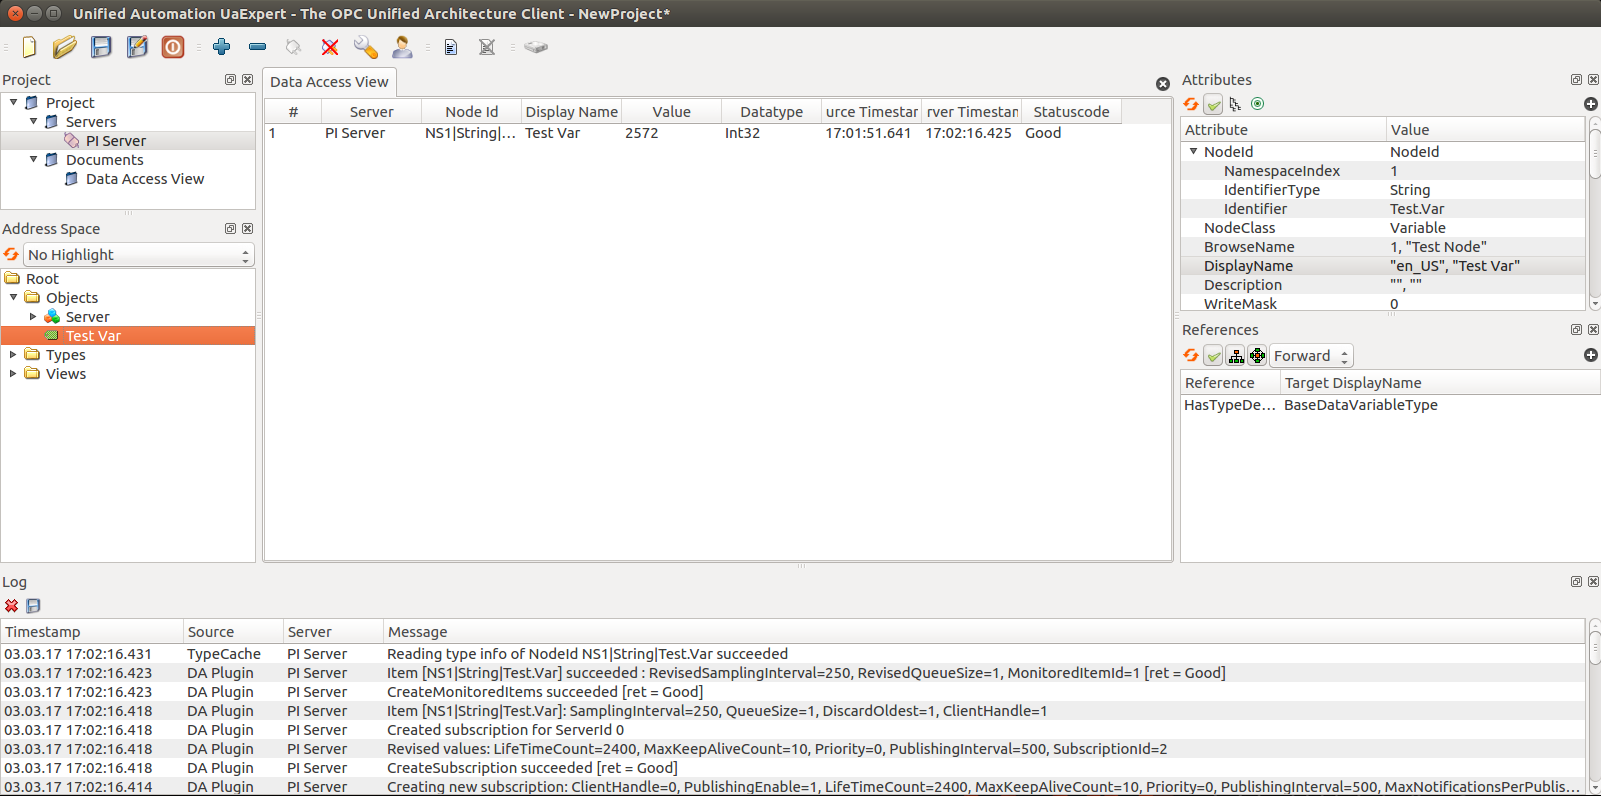 Unified Automation UaExpert - The OPC Unified Architecture Client - NewProject*
Project
Project
Servers
PI Server
Documents
Data Access View
Address Space
No Highlight
Root
Objects
Server
Test Var
Types
Views
Data Access View
# Server Node Id Display Name Value Datatype urce Timestar rver Timestan Statuscode
1 PI Server NS1|String|... Test Var 2572 Int32 17:01:51.641 17:02:16.425 Good
Attributes
Attribute Value
NodeId NodeId
NamespaceIndex 1
IdentifierType String
Identifier Test.Var
NodeClass Variable
BrowseName 1, "Test Node"
DisplayName "en_US", "Test Var"
Description "", ""
WriteMask 0
References
Forward
Reference Target DisplayName
HasTypeDe... BaseDataVariableType
Log
Timestamp Source Server Message
03.03.17 17:02:16.431 TypeCache PI Server Reading type info of NodeId NS1|String|Test.Var succeeded
03.03.17 17:02:16.423 DA Plugin PI Server Item [NS1|String|Test.Var] succeeded : RevisedSamplingInterval=250, RevisedQueueSize=1, MonitoredItemId=1 [ret = Good]
03.03.17 17:02:16.423 DA Plugin PI Server CreateMonitoredItems succeeded [ret = Good]
03.03.17 17:02:16.418 DA Plugin PI Server Item [NS1|String|Test.Var]: SamplingInterval=250, QueueSize=1, DiscardOldest=1, ClientHandle=1
03.03.17 17:02:16.418 DA Plugin PI Server Created subscription for ServerId 0
03.03.17 17:02:16.418 DA Plugin PI Server Revised values: LifeTimeCount=2400, MaxKeepAliveCount=10, Priority=0, PublishingInterval=500, SubscriptionId=2
03.03.17 17:02:16.418 DA Plugin PI Server CreateSubscription succeeded [ret = Good]
03.03.17 17:02:16.414 DA Plugin PI Server Creating new subscription: ClientHandle=0, PublishingEnable=1, LifeTimeCount=2400, MaxKeepAliveCount=10, Priority=0, PublishingInterval=500, MaxNotificationsPerPublis...